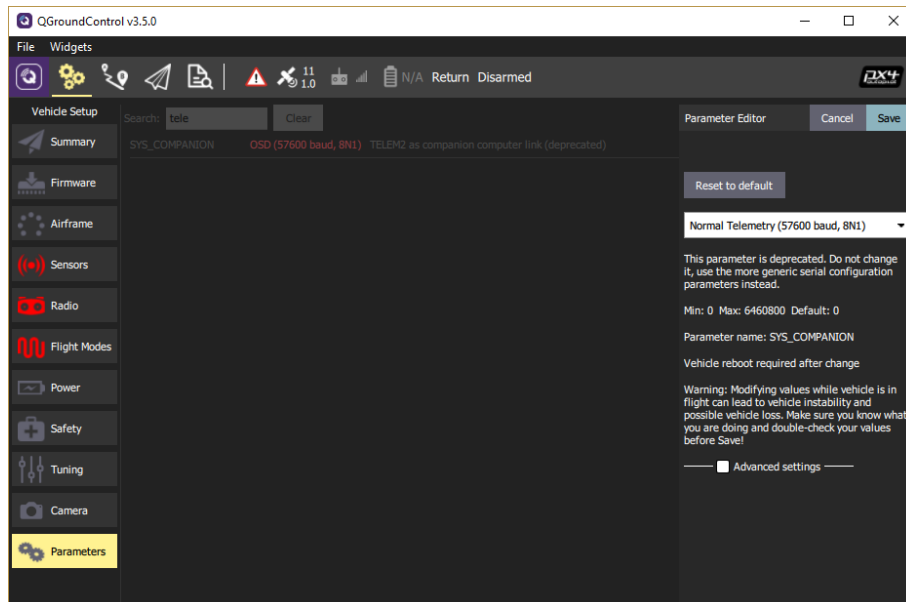 QGroundControl v3.5.0
File Widgets
11
1.0
N/A Return Disarmed
px4
autopilot
Vehicle Setup
Search: tele Clear
SYS_COMPANION OSD (57600 baud, 8N1) TELEM2 as companion computer link (deprecated)
Summary
Firmware
Airframe
Sensors
Radio
Flight Modes
Power
Safety
Tuning
Camera
Parameters
Parameter Editor Cancel Save
Reset to default
Normal Telemetry (57600 baud, 8N1)
This parameter is deprecated. Do not change
it, use the more generic serial configuration
parameters instead.
Min: 0 Max: 6460800 Default: 0
Parameter name: SYS_COMPANION
Vehicle reboot required after change
Warning: Modifying values while vehicle is in
flight can lead to vehicle instability and
possible vehicle loss. Make sure you know what
you are doing and double-check your values
before Save!
Advanced settings